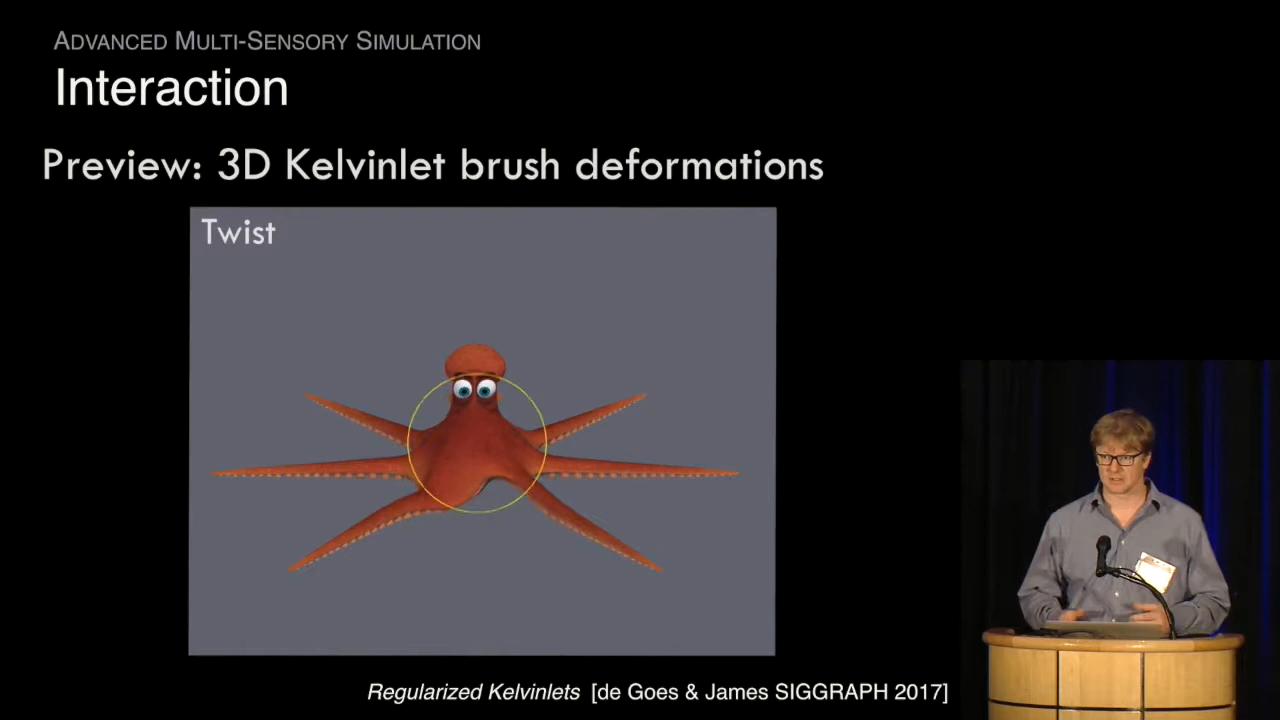 ADVANCED MULTI-SENSORY SIMULATION
Interaction
Preview: 3D Kelvinlet brush deformations
Twist
Regularized Kelvinlets [de Goes & James SIGGRAPH 2017]